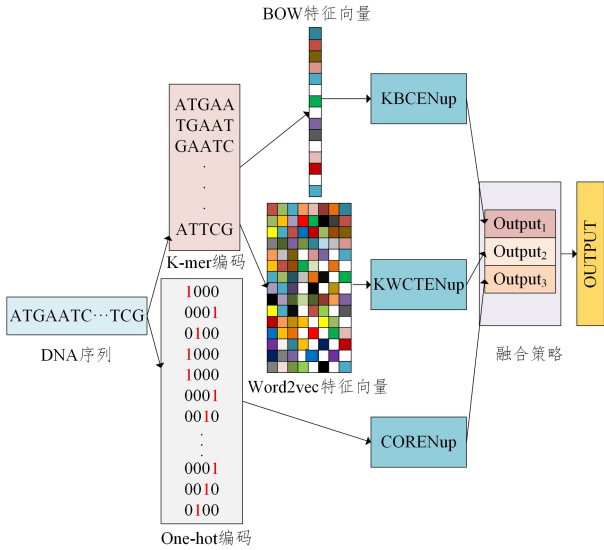 BOW特征向量
ATGAA
TGAAT
GAATC
.
.
.
ATTCG
K-mer编码
KBCENup
Output1
Output2
Output3
OUTPUT
融合策略
KWCTENup
Word2vec特征向量
ATGAATC···TCG
DNA序列
1000
0001
0100
1000
1000
0001
0010
.
.
.
0001
0010
0100
One-hot编码
CORENup